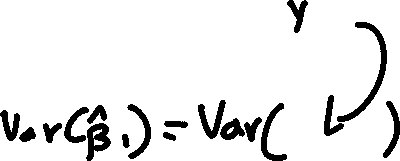 y
Var(β̂₁) = Var( )